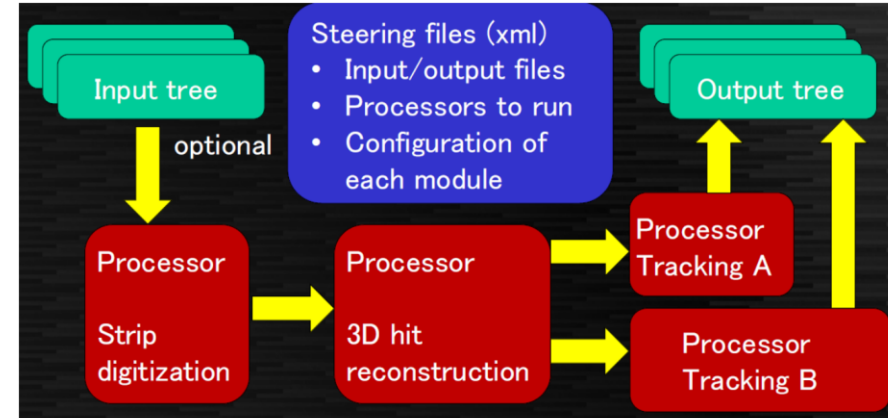 Input tree
optional
Steering files (xml)
• Input/output files
• Processors to run
• Configuration of
each module
Output tree
Processor
Strip
digitization
Processor
3D hit
reconstruction
Processor
Tracking A
Processor
Tracking B